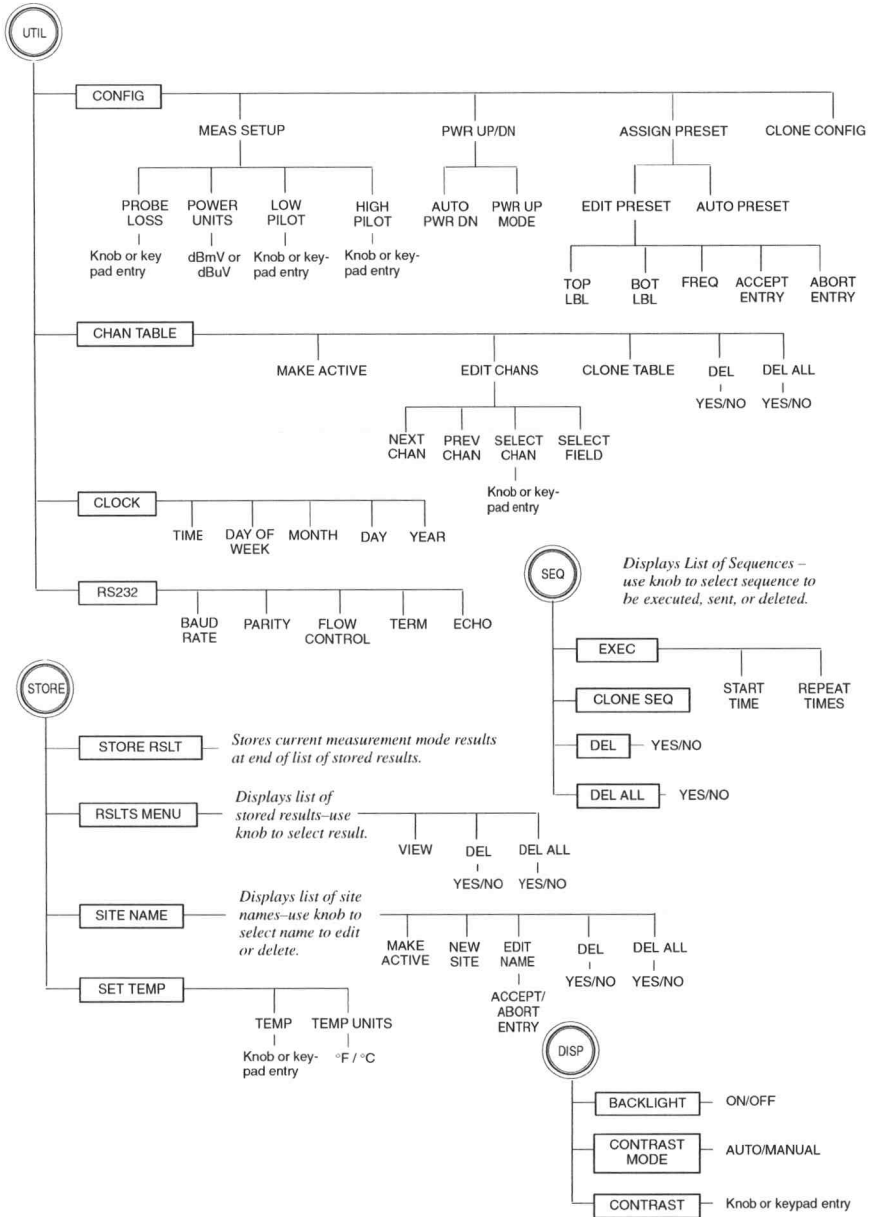 UTIL
CONFIG
MEAS SETUP
PWR UP/DN
ASSIGN PRESET
CLONE CONFIG
PROBE
LOSS
POWER
UNITS
LOW
PILOT
HIGH
PILOT
AUTO
PWR DN
PWR UP
MODE
EDIT PRESET
AUTO PRESET
Knob or key
pad entry
dBmV or
dBuV
Knob or key-
pad entry
Knob or key-
pad entry
TOP
LBL
BOT
LBL
FREQ
ACCEPT
ENTRY
ABORT
ENTRY
CHAN TABLE
MAKE ACTIVE
EDIT CHANS
CLONE TABLE
DEL
DEL ALL
YES/NO
YES/NO
NEXT
CHAN
PREV
CHAN
SELECT
CHAN
SELECT
FIELD
Knob or key-
pad entry
CLOCK
TIME
DAY OF
WEEK
MONTH
DAY
YEAR
RS232
BAUD
RATE
PARITY
FLOW
CONTROL
TERM
ECHO
SEQ
Displays List of Sequences –
use knob to select sequence to
be executed, sent, or deleted.
EXEC
START
TIME
REPEAT
TIMES
CLONE SEQ
DEL
YES/NO
DEL ALL
YES/NO
STORE
STORE RSLT
Stores current measurement mode results
at end of list of stored results.
RSLTS MENU
Displays list of
stored results–use
knob to select result.
VIEW
DEL
DEL ALL
YES/NO
YES/NO
SITE NAME
Displays list of site
names–use knob to
select name to edit
or delete.
MAKE
ACTIVE
NEW
SITE
EDIT
NAME
DEL
DEL ALL
ACCEPT/
ABORT
ENTRY
YES/NO
YES/NO
SET TEMP
TEMP
TEMP UNITS
Knob or key-
pad entry
°F / °C
DISP
BACKLIGHT
ON/OFF
CONTRAST
MODE
AUTO/MANUAL
CONTRAST
Knob or keypad entry